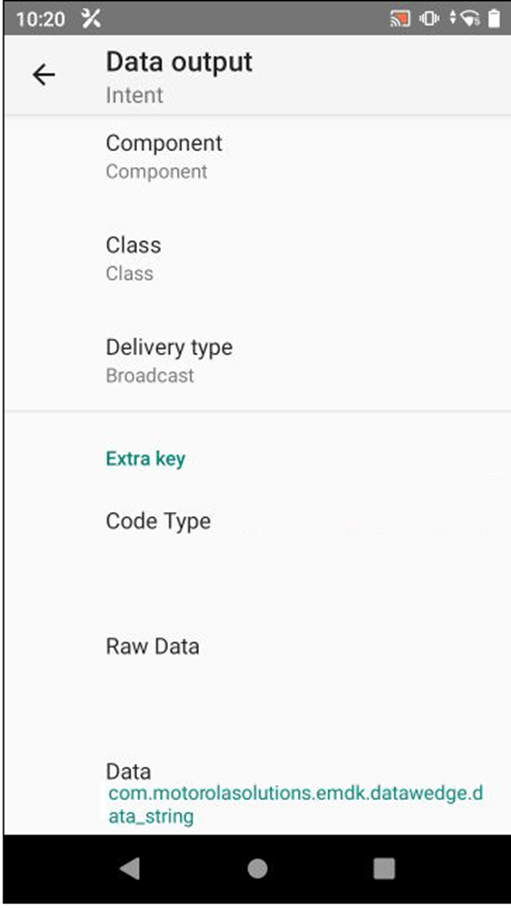 10:20
Data output
Intent
Component
Component
Class
Class
Delivery type
Broadcast
Extra key
Code Type
Raw Data
Data
com.motorolasolutions.emdk.datawedge.d
ata_string